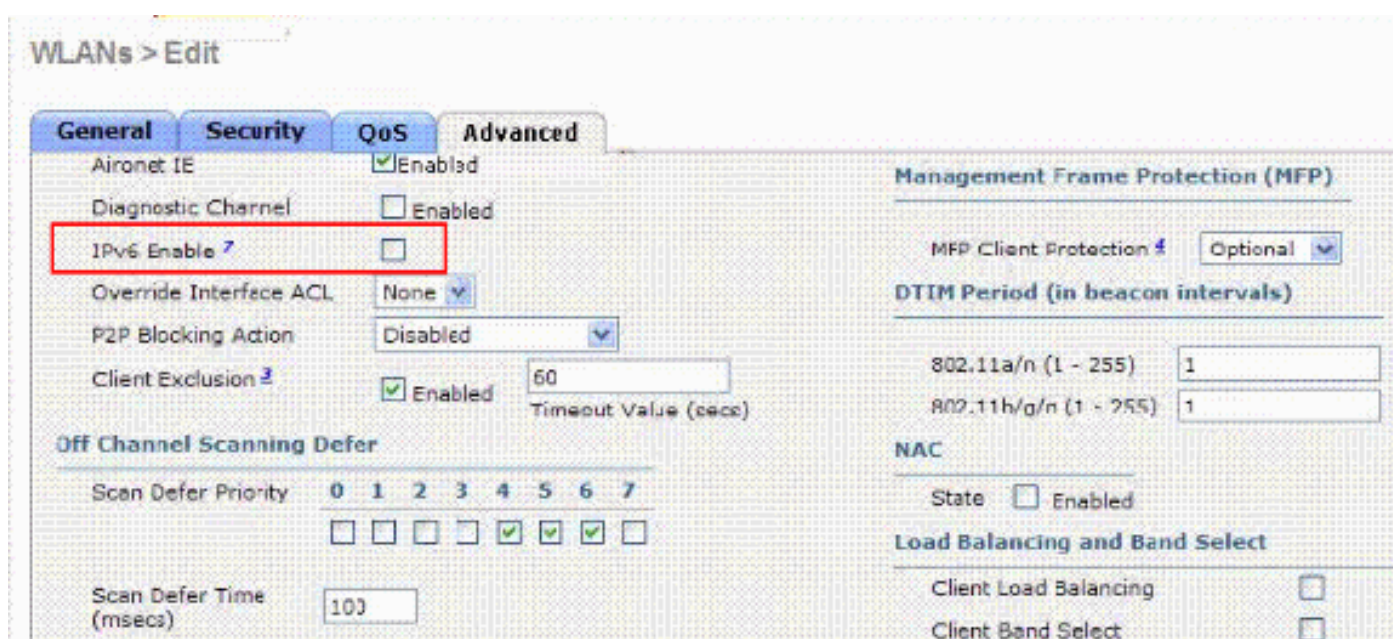 WLANs > Edit
General Security QoS Advanced
Aironet IE Enabled
Diagnostic Channel Enabled
IPv6 Enable 7
Override Interface ACL None
P2P Blocking Action Disabled
Client Exclusion 3 Enabled 60
Timeout Value (secs)
Off Channel Scanning Defer
Scan Defer Priority 0 1 2 3 4 5 6 7
Scan Defer Time 100
(msecs)
Management Frame Protection (MFP)
MFP Client Protection 4 Optional
DTIM Period (in beacon intervals)
802.11a/n (1 - 255) 1
802.11b/g/n (1 - 255) 1
NAC
State Enabled
Load Balancing and Band Select
Client Load Balancing
Client Band Select